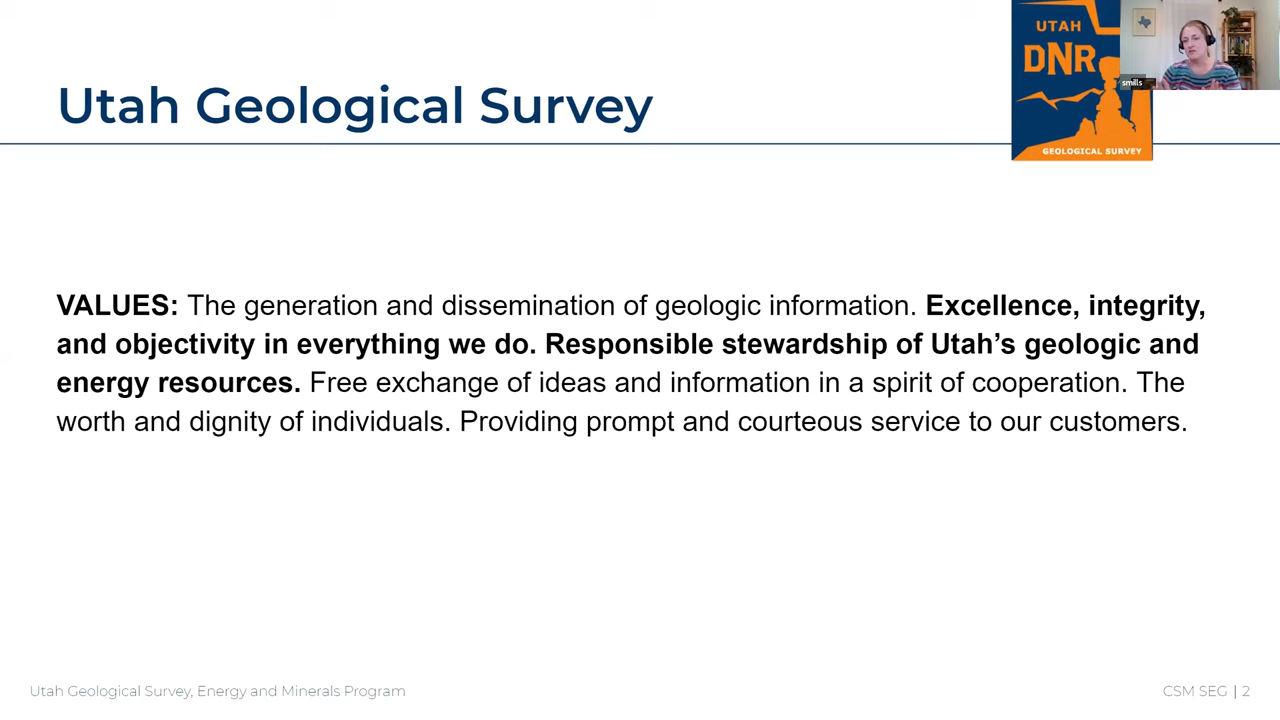 UTAH
DNR
smills
GEOLOGICAL SURVEY
Utah Geological Survey
VALUES: The generation and dissemination of geologic information. Excellence, integrity,
and objectivity in everything we do. Responsible stewardship of Utah’s geologic and
energy resources. Free exchange of ideas and information in a spirit of cooperation. The
worth and dignity of individuals. Providing prompt and courteous service to our customers.
Utah Geological Survey, Energy and Minerals Program
CSM SEG | 2